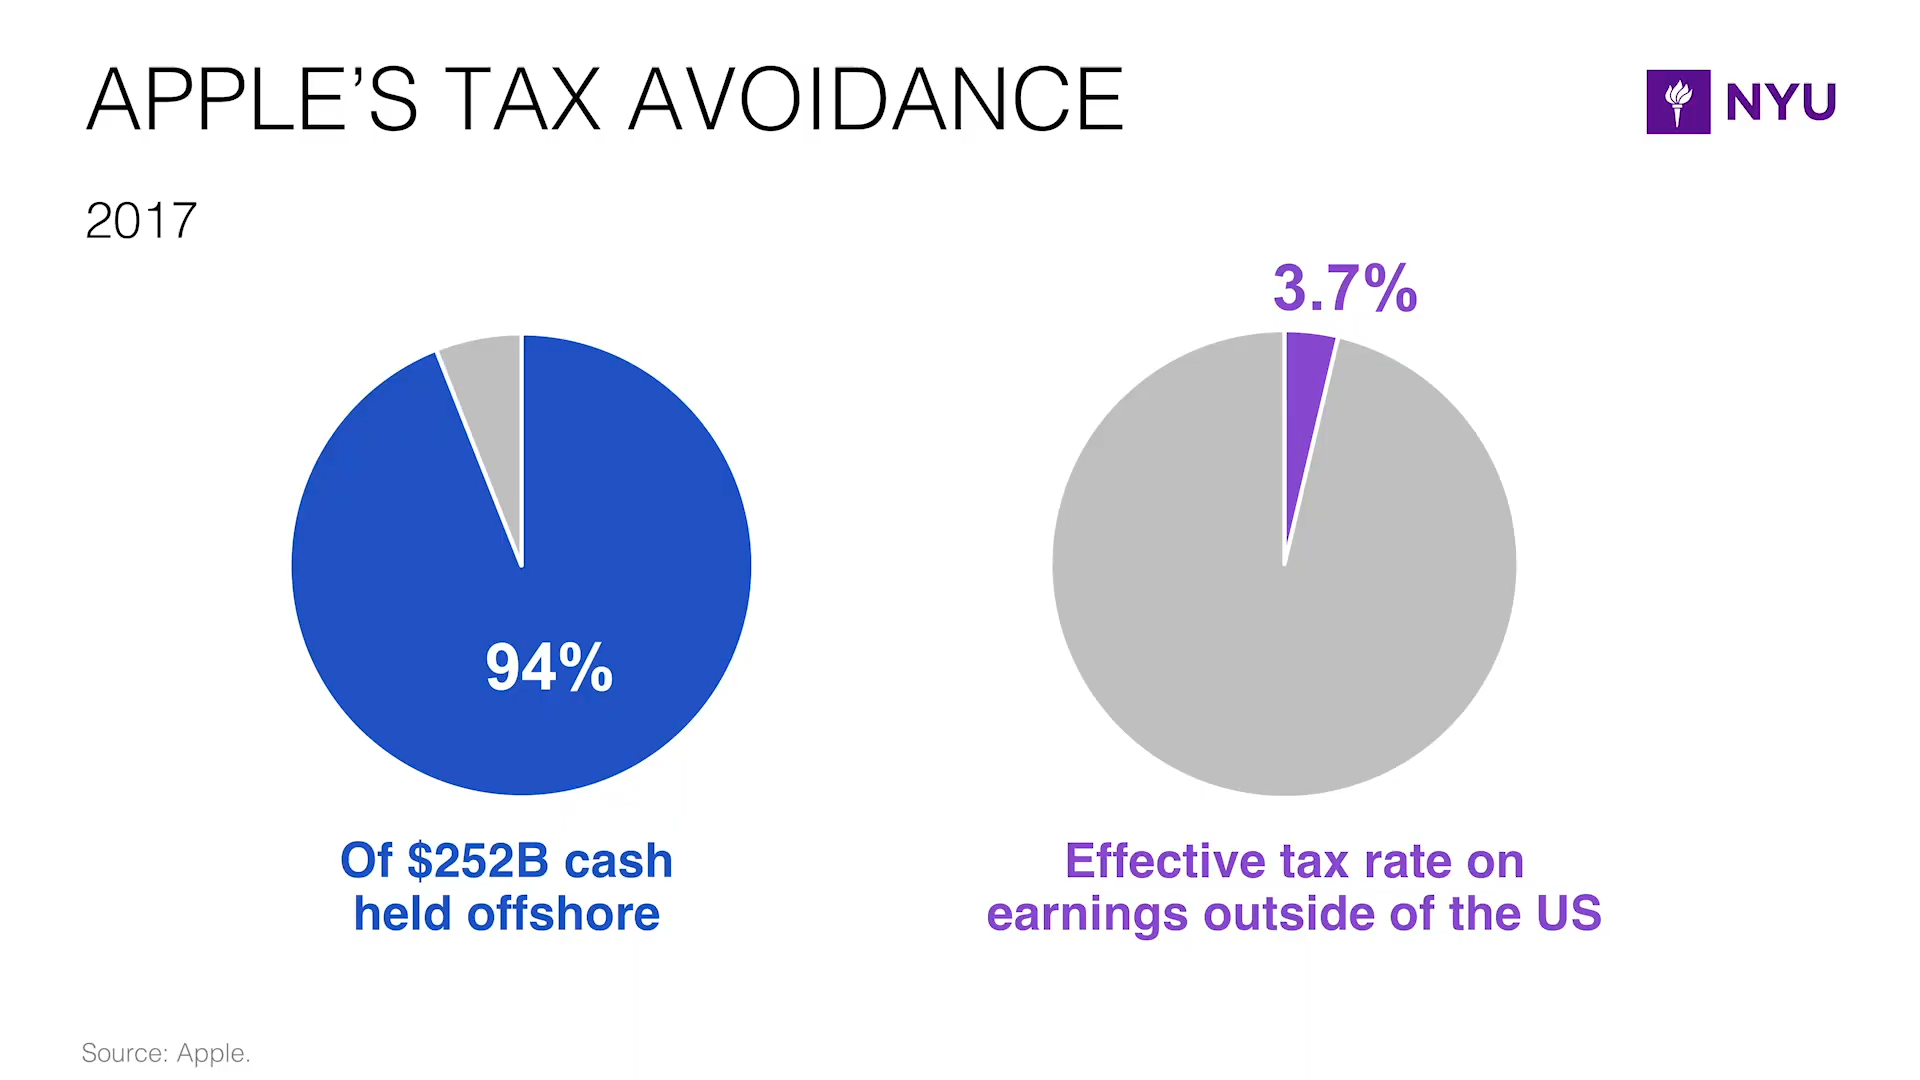 APPLE’S TAX AVOIDANCE
NYU
2017
3.7%
94%
Of $252B cash
held offshore
Effective tax rate on
earnings outside of the US
Source: Apple.